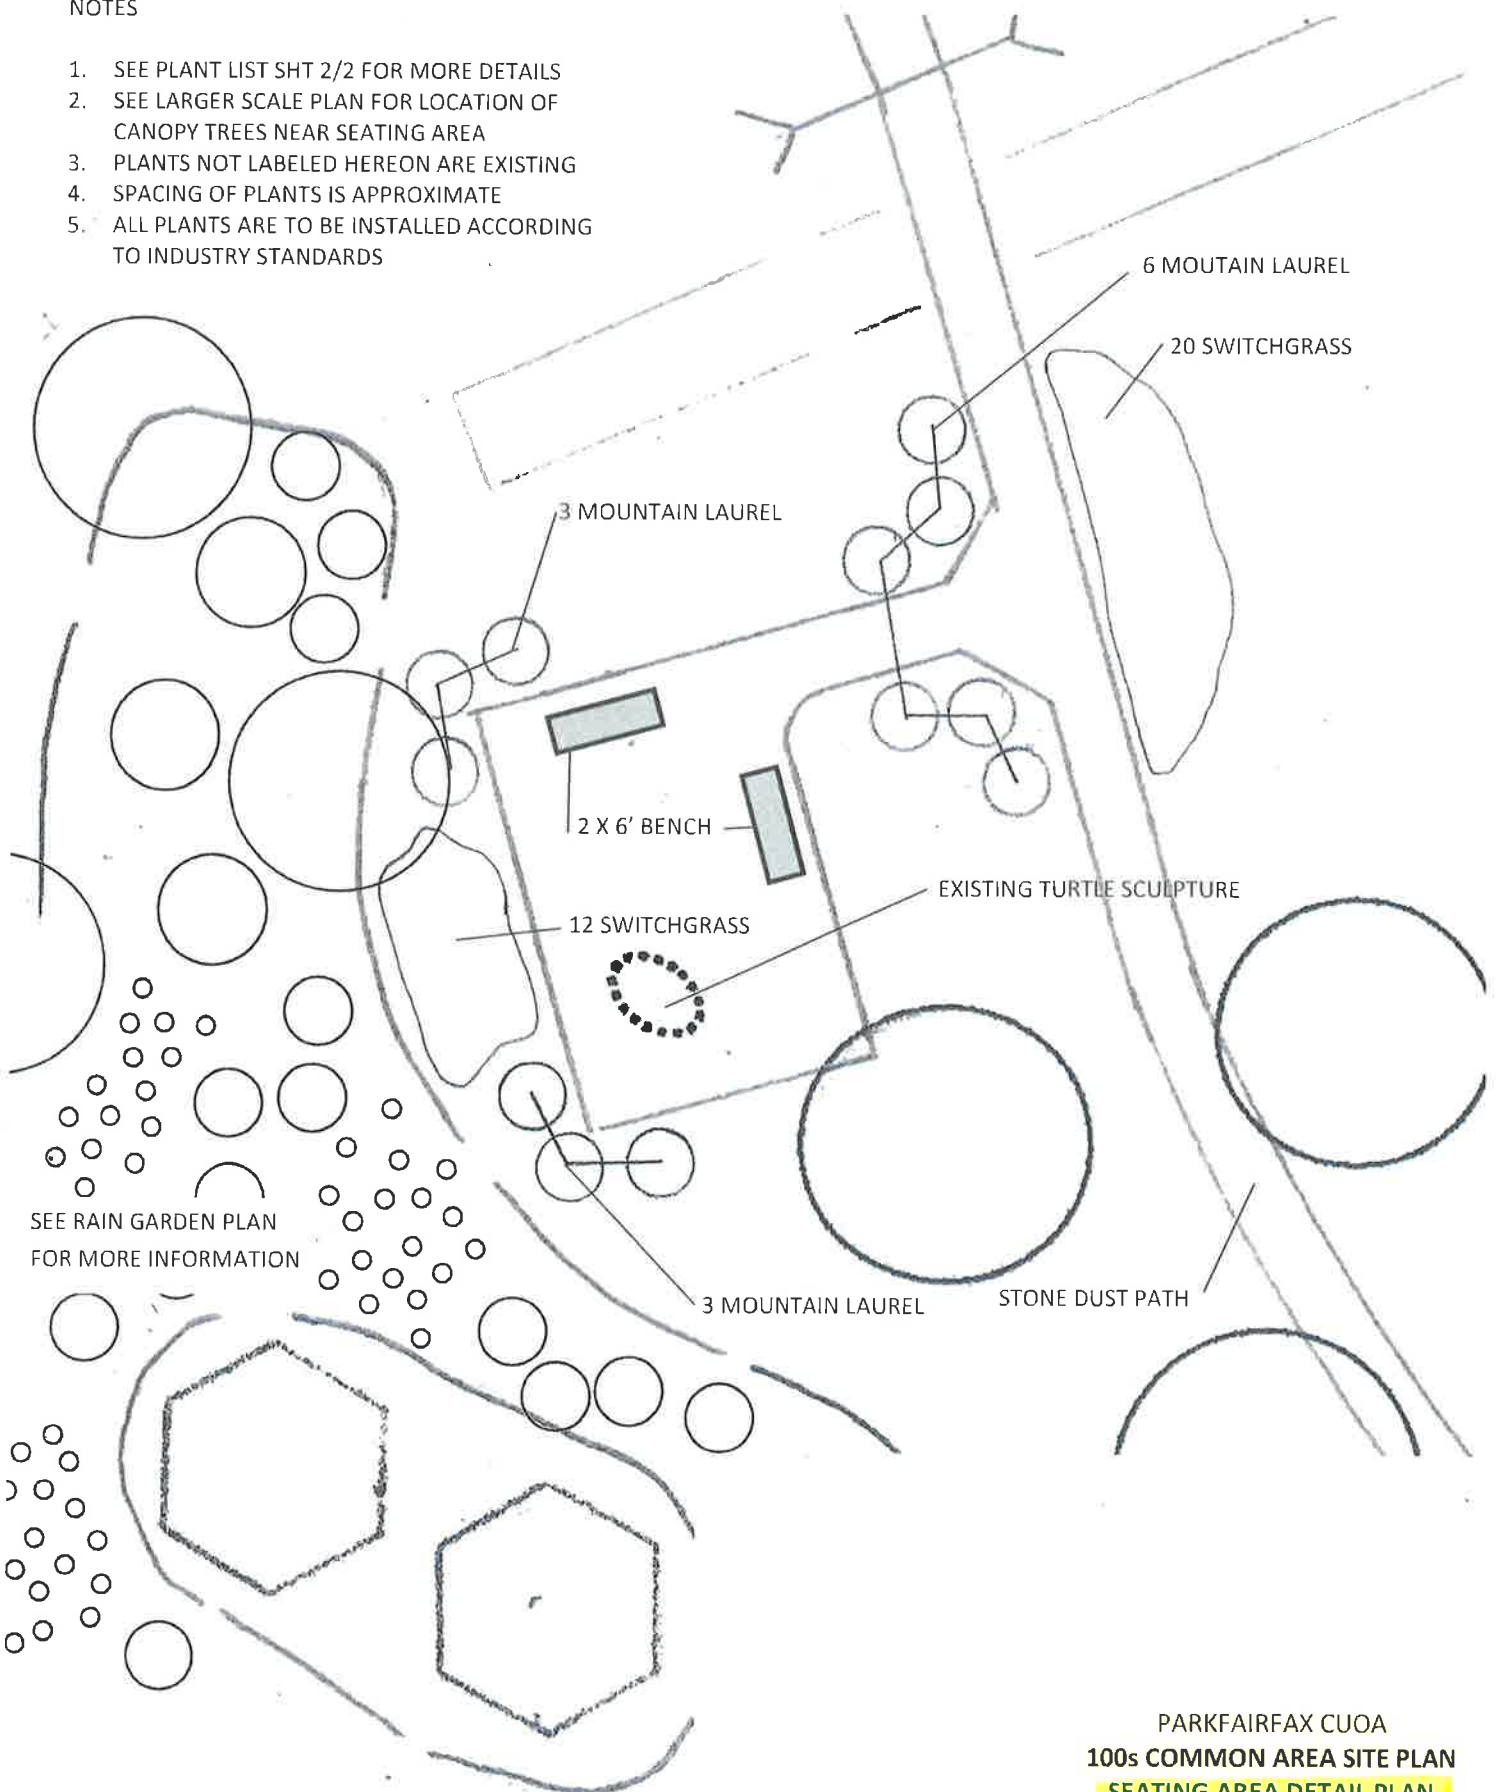 NOTES
1. SEE PLANT LIST SHT 2/2 FOR MORE DETAILS
2. SEE LARGER SCALE PLAN FOR LOCATION OF
CANOPY TREES NEAR SEATING AREA
3. PLANTS NOT LABELED HEREON ARE EXISTING
4. SPACING OF PLANTS IS APPROXIMATE
5. ALL PLANTS ARE TO BE INSTALLED ACCORDING
TO INDUSTRY STANDARDS
6 MOUTAIN LAUREL
20 SWITCHGRASS
3 MOUNTAIN LAUREL
2 X 6' BENCH
EXISTING TURTLE SCULPTURE
12 SWITCHGRASS
SEE RAIN GARDEN PLAN
FOR MORE INFORMATION
3 MOUNTAIN LAUREL
STONE DUST PATH
PARKFAIRFAX CUOA
100s COMMON AREA SITE PLAN
SEATING AREA DETAIL PLAN